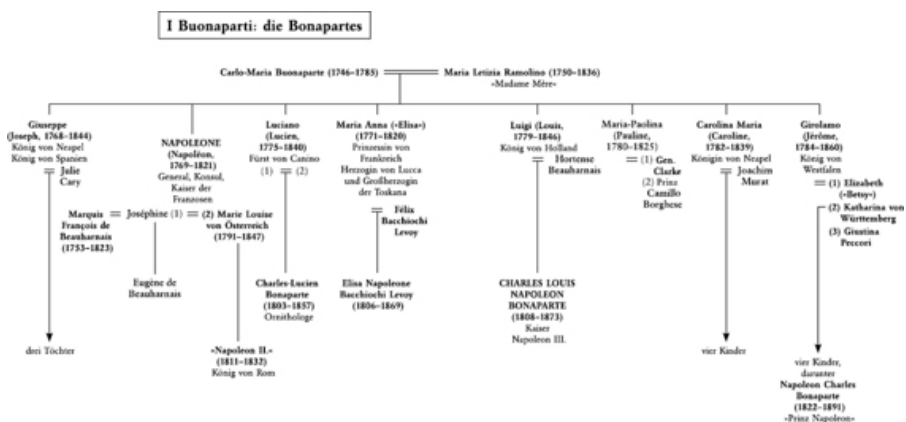 I Buonaparti: die Bonapartes
Carlo-Maria Buonaparte (1746–1785)
Maria Letizia Ramolino (1750–1836)
»Madame Mère«
Giuseppe
(Joseph, 1768–1844)
König von Neapel
König von Spanien
Julie
Cary
NAPOLEONE
(Napoléon,
1769–1821)
General, Konsul,
Kaiser der
Franzosen
Marquis
François de
Beauharnais
(1753–1823)
Joséphine (1)
(2) Marie Louise
von Österreich
(1791–1847)
Luciano
(Lucien,
1775–1840)
Fürst von Canino
(1) (2)
Maria Anna (»Elisa«)
(1771–1820)
Prinzessin von
Frankreich
Herzogin von Lucca
und Großherzogin
der Toskana
Félix
Bacchiochi
Levoy
Luigi (Louis,
1779–1846)
König von Holland
Hortense
Beauharnais
Maria-Paolina
(Pauline,
1780–1825)
(1) Gen.
Clarke
(2) Prinz
Camillo
Borghese
Carolina Maria
(Caroline,
1782–1839)
Königin von Neapel
Joachim
Murat
Girolamo
(Jérôme,
1784–1860)
König von
Westfalen
(1) Elizabeth
(»Betsy«)
(2) Katharina von
Württemberg
(3) Giustina
Peccori
Eugène de
Beauharnais
Charles-Lucien
Bonaparte
(1803–1857)
Ornithologe
Elisa Napoleone
Bacchiochi Levoy
(1806–1869)
CHARLES LOUIS
NAPOLEON
BONAPARTE
(1808–1873)
Kaiser
Napoleon III.
drei Töchter
»Napoleon II.«
(1811–1832)
König von Rom
vier Kinder
vier Kinder,
darunter
Napoleon Charles
Bonaparte
(1822–1891)
»Prinz Napoleon«